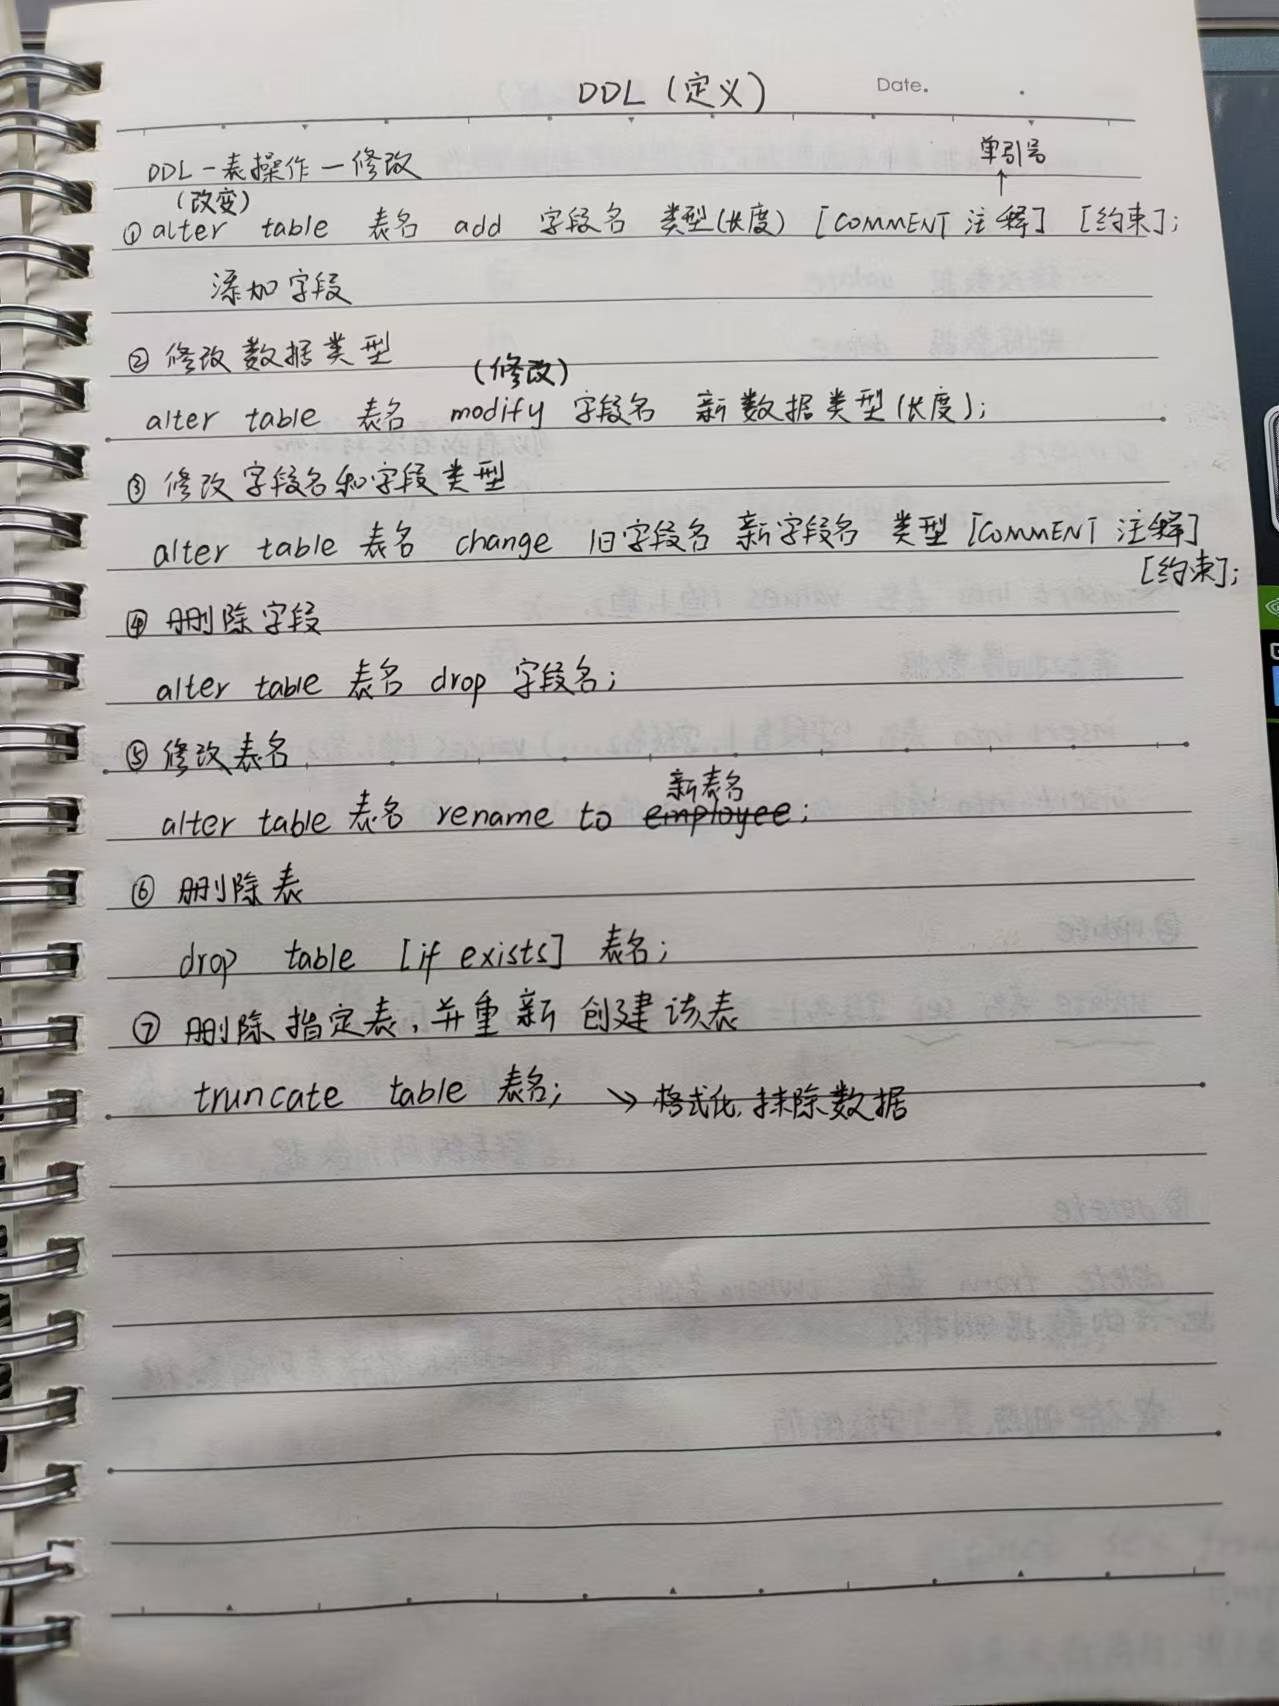 DDL (定义)
Date.
单引号
↑
DDL - 表操作 - 修改
(改变)
① alter table 表名 add 字段名 类型(长度) [COMMENT 注释] [约束];
添加字段
② 修改数据类型
(修改)
alter table 表名 modify 字段名 新数据类型(长度);
③ 修改字段名和字段类型
alter table 表名 change 旧字段名 新字段名 类型 [COMMENT 注释]
[约束];
④ 删除字段
alter table 表名 drop 字段名;
⑤ 修改表名
新表名
alter table 表名 rename to employee;
⑥ 删除表
drop table [if exists] 表名;
⑦ 删除指定表,并重新创建该表
truncate table 表名; → 格式化,抹除数据